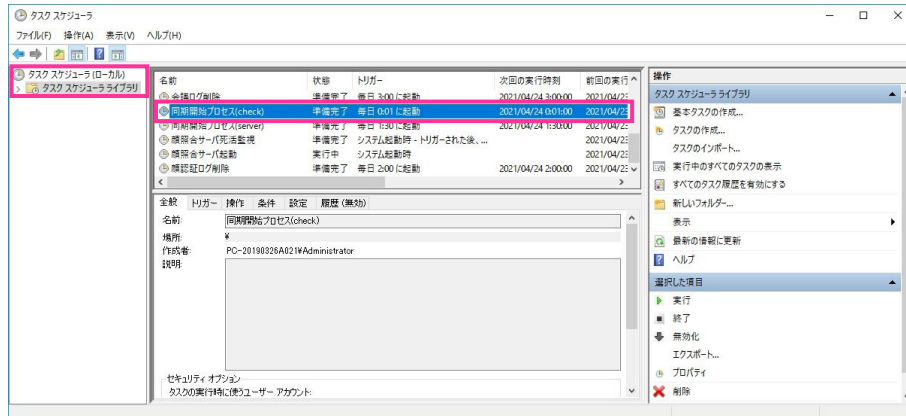 タスク スケジューラ
ファイル(F) 操作(A) 表示(V) ヘルプ(H)
タスク スケジューラ (ローカル)
タスク スケジューラ ライブラリ
名前 状態 トリガー 次回の実行時刻 前回の実行
会議ログ削除 準備完了 毎日 3:00 に起動 2021/04/24 3:00:00 2021/04/23
同期開始プロセス(check) 準備完了 毎日 0:01 に起動 2021/04/24 0:01:00 2021/04/23
同期開始プロセス(server) 準備完了 毎日 1:30 に起動 2021/04/24 1:30:00 2021/04/23
顔照合サーバ死活監視 準備完了 システム起動時 - トリガーされた後、... 2021/04/23
顔照合サーバ起動 実行中 システム起動時 2021/04/23
顔認証ログ削除 準備完了 毎日 2:00 に起動 2021/04/24 2:00:00 2021/04/23
全般 トリガー 操作 条件 設定 履歴 (無効)
名前: 同期開始プロセス(check)
場所: ¥
作成者: PC-20190326A021¥Administrator
説明:
セキュリティ オプション
タスクの実行時に使うユーザー アカウント:
操作
タスク スケジューラ ライブラリ
基本タスクの作成...
タスクの作成...
タスクのインポート...
実行中のすべてのタスクの表示
すべてのタスク履歴を有効にする
新しいフォルダー...
表示
最新の情報に更新
ヘルプ
選択した項目
実行
終了
無効化
エクスポート...
プロパティ
削除